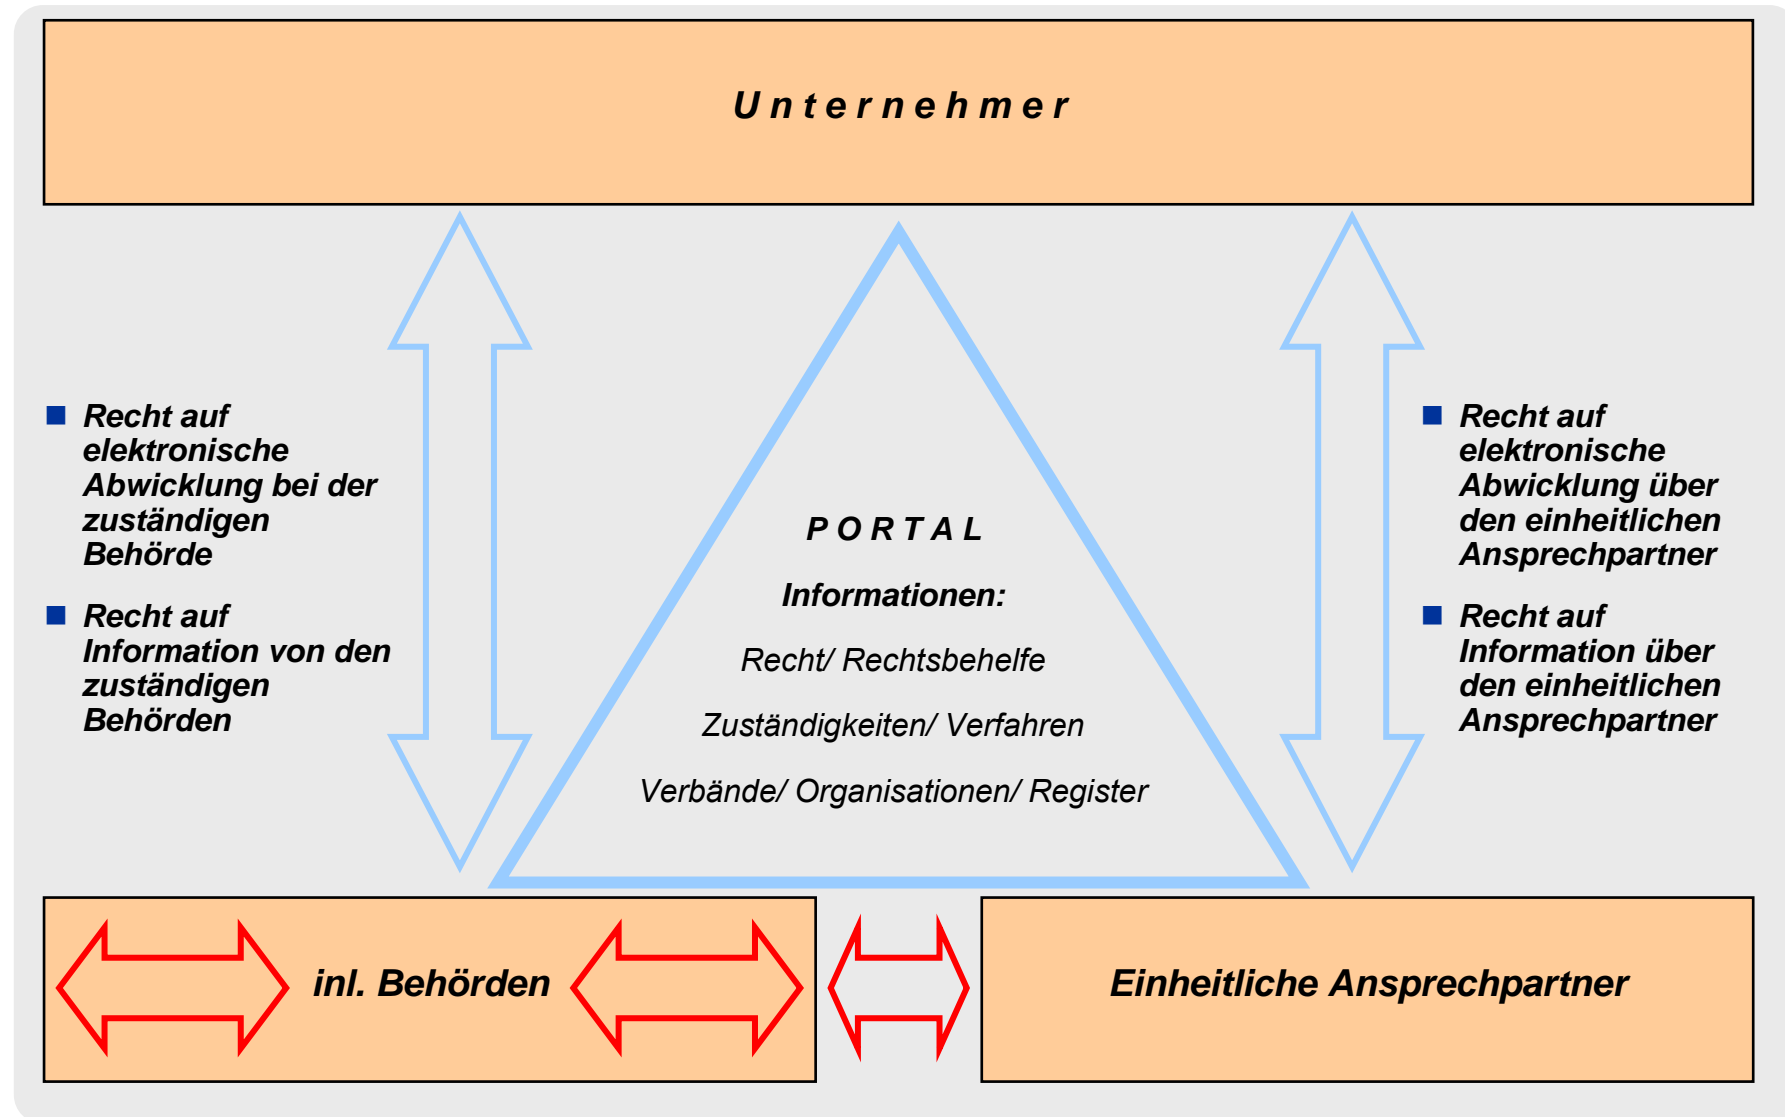 U n t e r n e h m e r
Recht auf
elektronische
Abwicklung bei der
zuständigen
Behörde
Recht auf
Information von den
zuständigen
Behörden
P O R T A L
Informationen:
Recht/ Rechtsbehelfe
Zuständigkeiten/ Verfahren
Verbände/ Organisationen/ Register
Recht auf
elektronische
Abwicklung über
den einheitlichen
Ansprechpartner
Recht auf
Information über
den einheitlichen
Ansprechpartner
inl. Behörden
Einheitliche Ansprechpartner